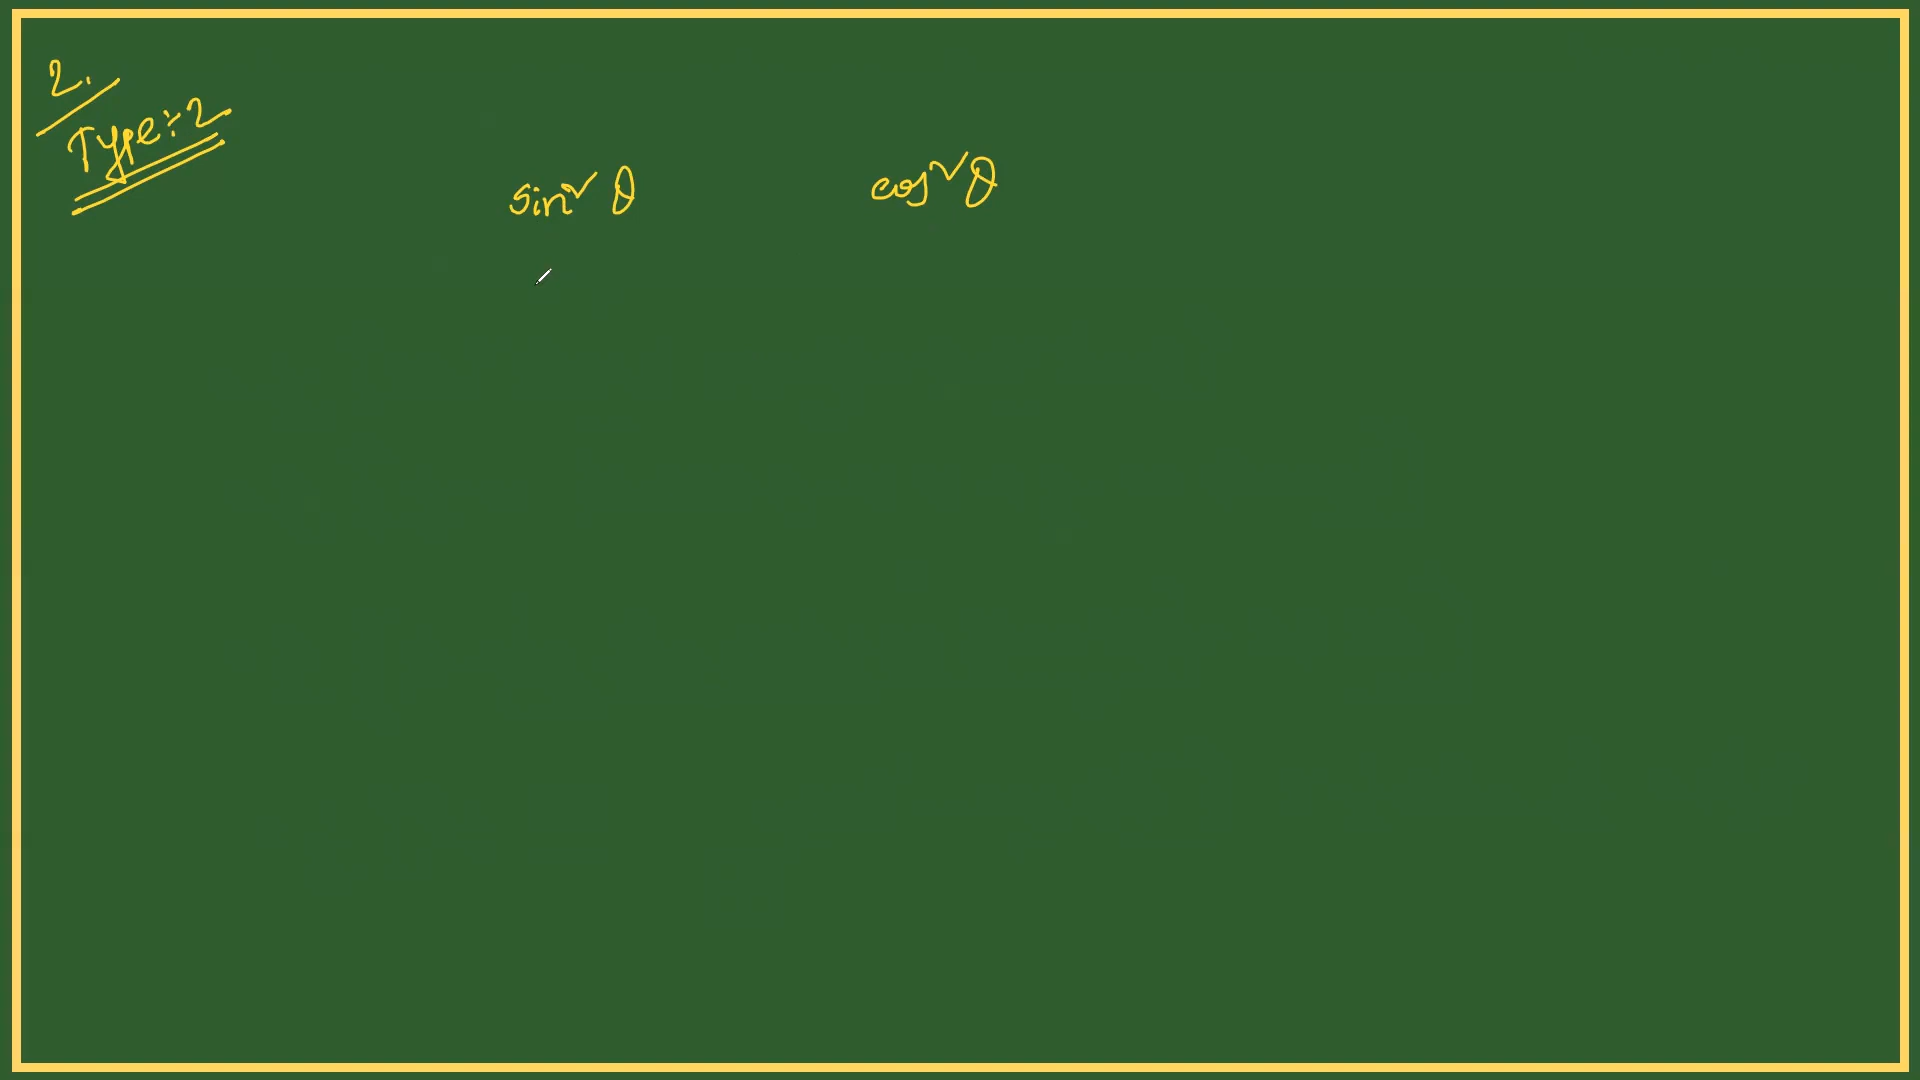 2.
Type:2
sin² θ cos² θ